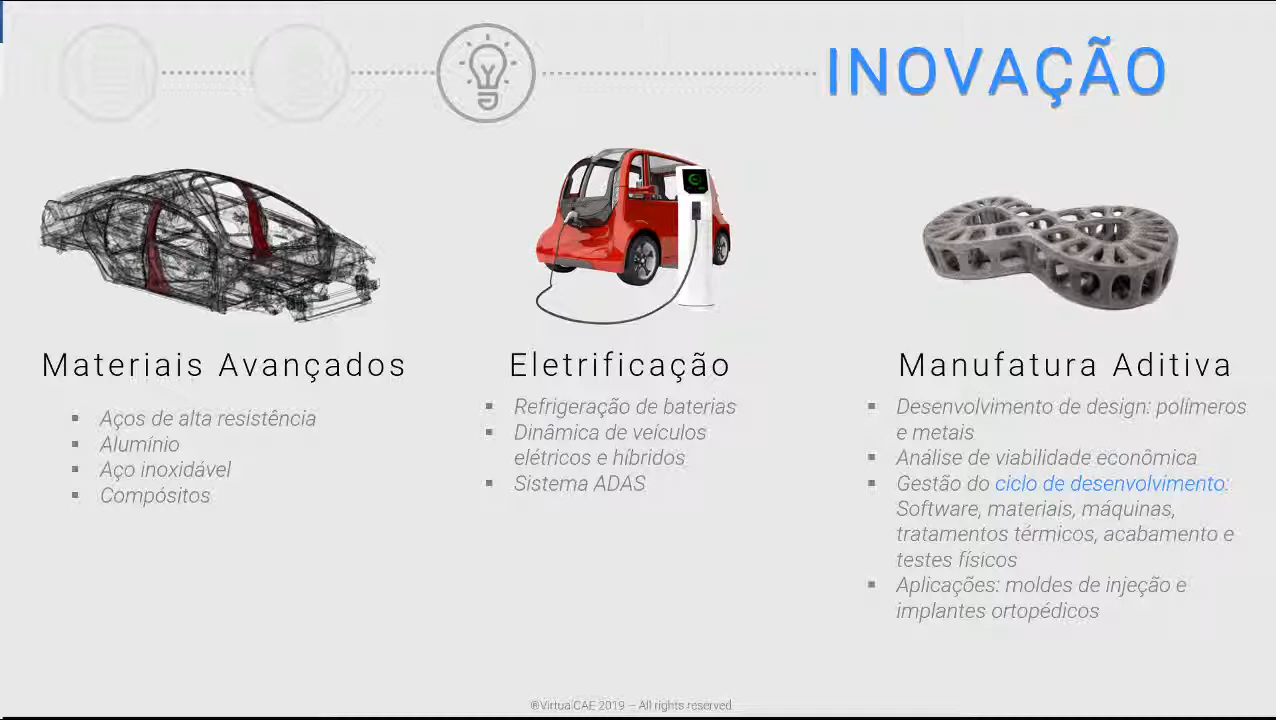 INOVAÇÃO
Materiais Avançados
▪ Aços de alta resistência
▪ Alumínio
▪ Aço inoxidável
▪ Compósitos
Eletrificação
▪ Refrigeração de baterias
▪ Dinâmica de veículos
elétricos e híbridos
▪ Sistema ADAS
Manufatura Aditiva
▪ Desenvolvimento de design: polímeros
e metais
▪ Análise de viabilidade econômica
▪ Gestão do ciclo de desenvolvimento:
Software, materiais, máquinas,
tratamentos térmicos, acabamento e
testes físicos
▪ Aplicações: moldes de injeção e
implantes ortopédicos
®VirtualCAE 2019 – All rights reserved